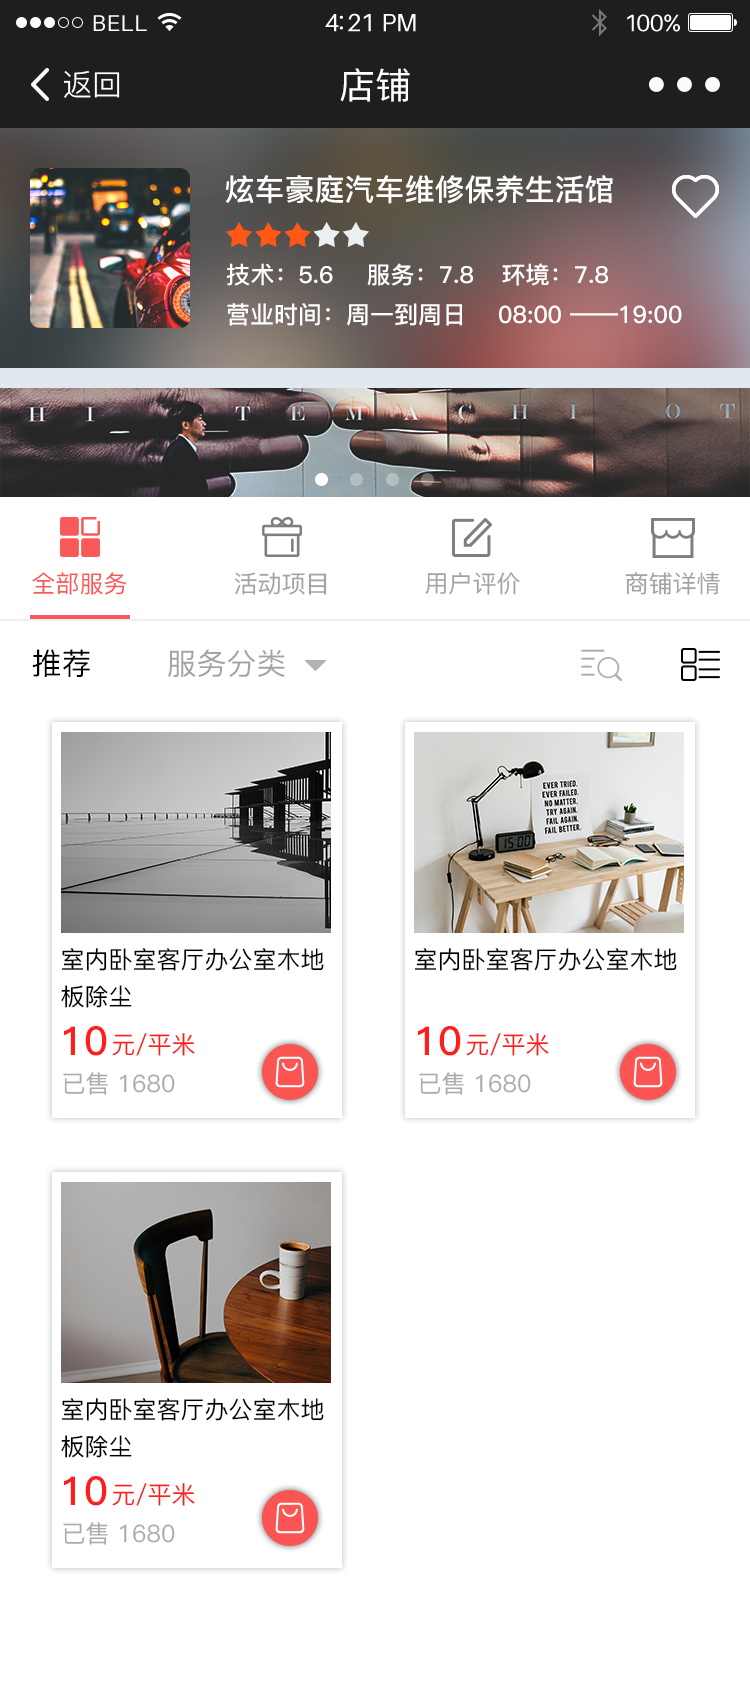 BELL 4:21 PM 100%
返回 店铺
炫车豪庭汽车维修保养生活馆
技术：5.6 服务：7.8 环境：7.8
营业时间：周一到周日 08:00 ——19:00
HI TEMACHI OT
全部服务 活动项目 用户评价 商铺详情
推荐 服务分类
EVER TRIED.
EVER FAILED.
NO MATTER.
TRY AGAIN.
FAIL AGAIN.
FAIL BETTER.
15:00
室内卧室客厅办公室木地
板除尘
10元/平米
已售 1680
室内卧室客厅办公室木地
10元/平米
已售 1680
室内卧室客厅办公室木地
板除尘
10元/平米
已售 1680